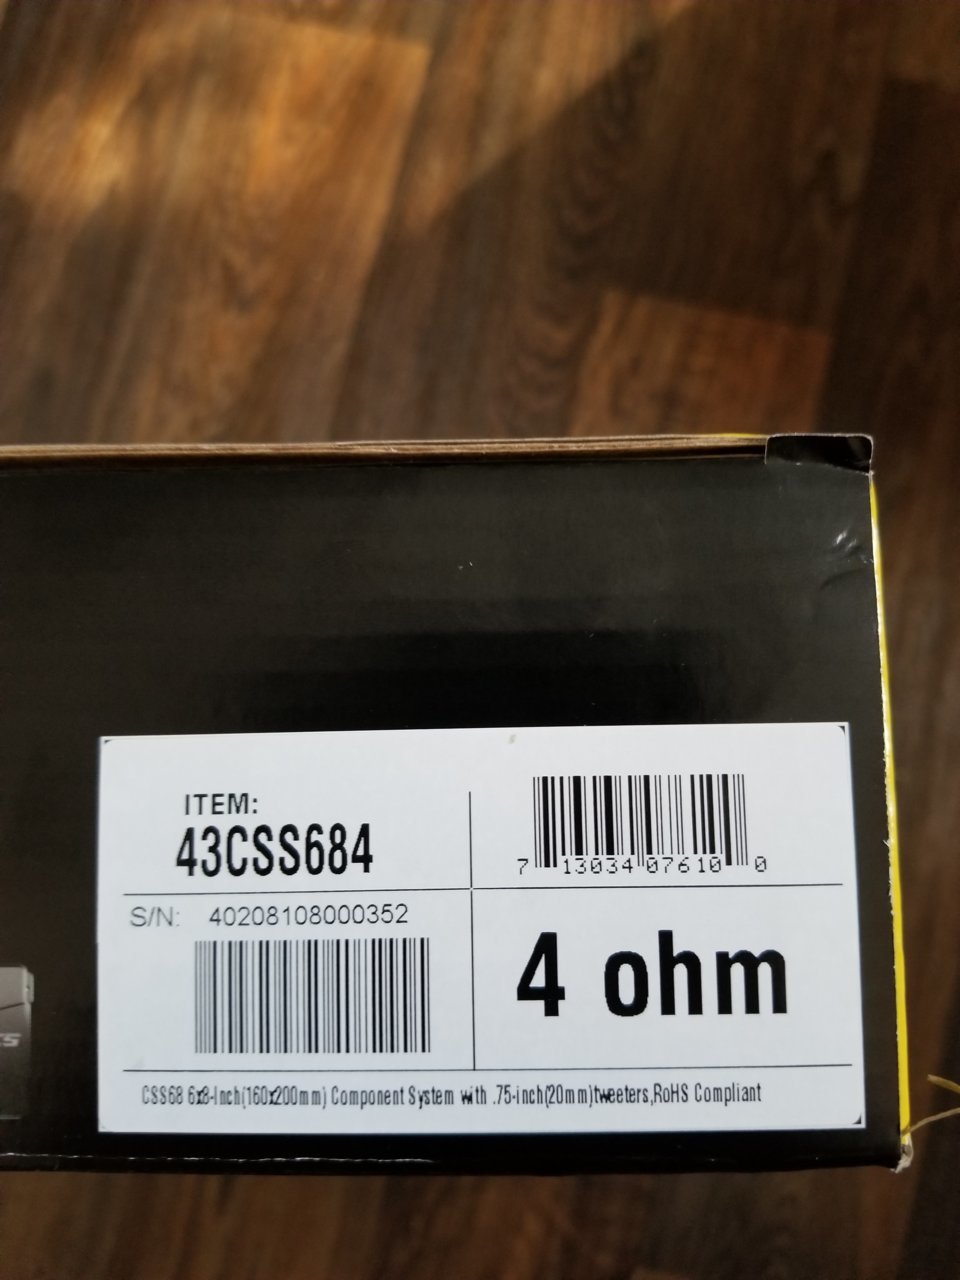 ITEM:
43CSS684
7 13034 07610 0
S/N: 40208108000352
4 ohm
CSS68 6x8-Inch(160x200mm) Component System with .75-inch(20mm)tweeters,RoHS Compliant